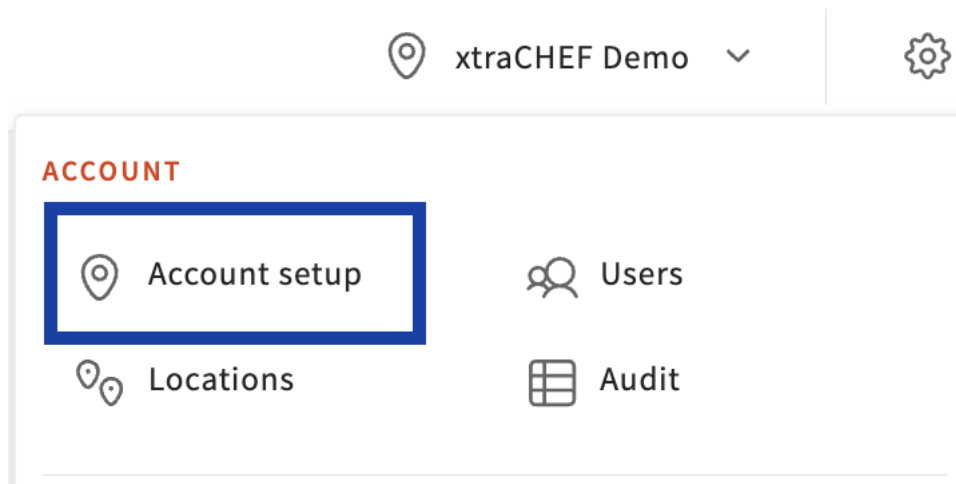 xtraCHEF Demo
ACCOUNT
Account setup
Users
Locations
Audit